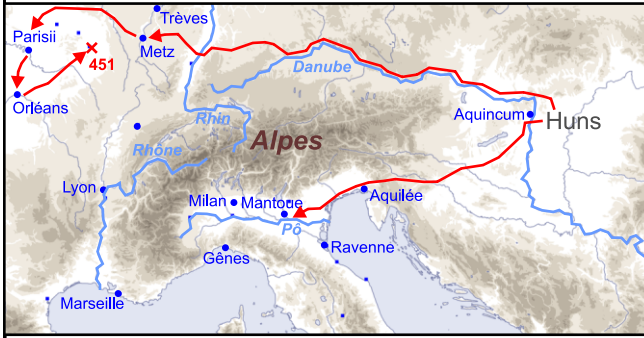 Trèves
Parisii
Metz
451
Danube
Orléans
Aquincum
Huns
Rhin
Alpes
Rhône
Lyon
Milan
Mantoue
Aquilée
Pô
Ravenne
Gênes
Marseille